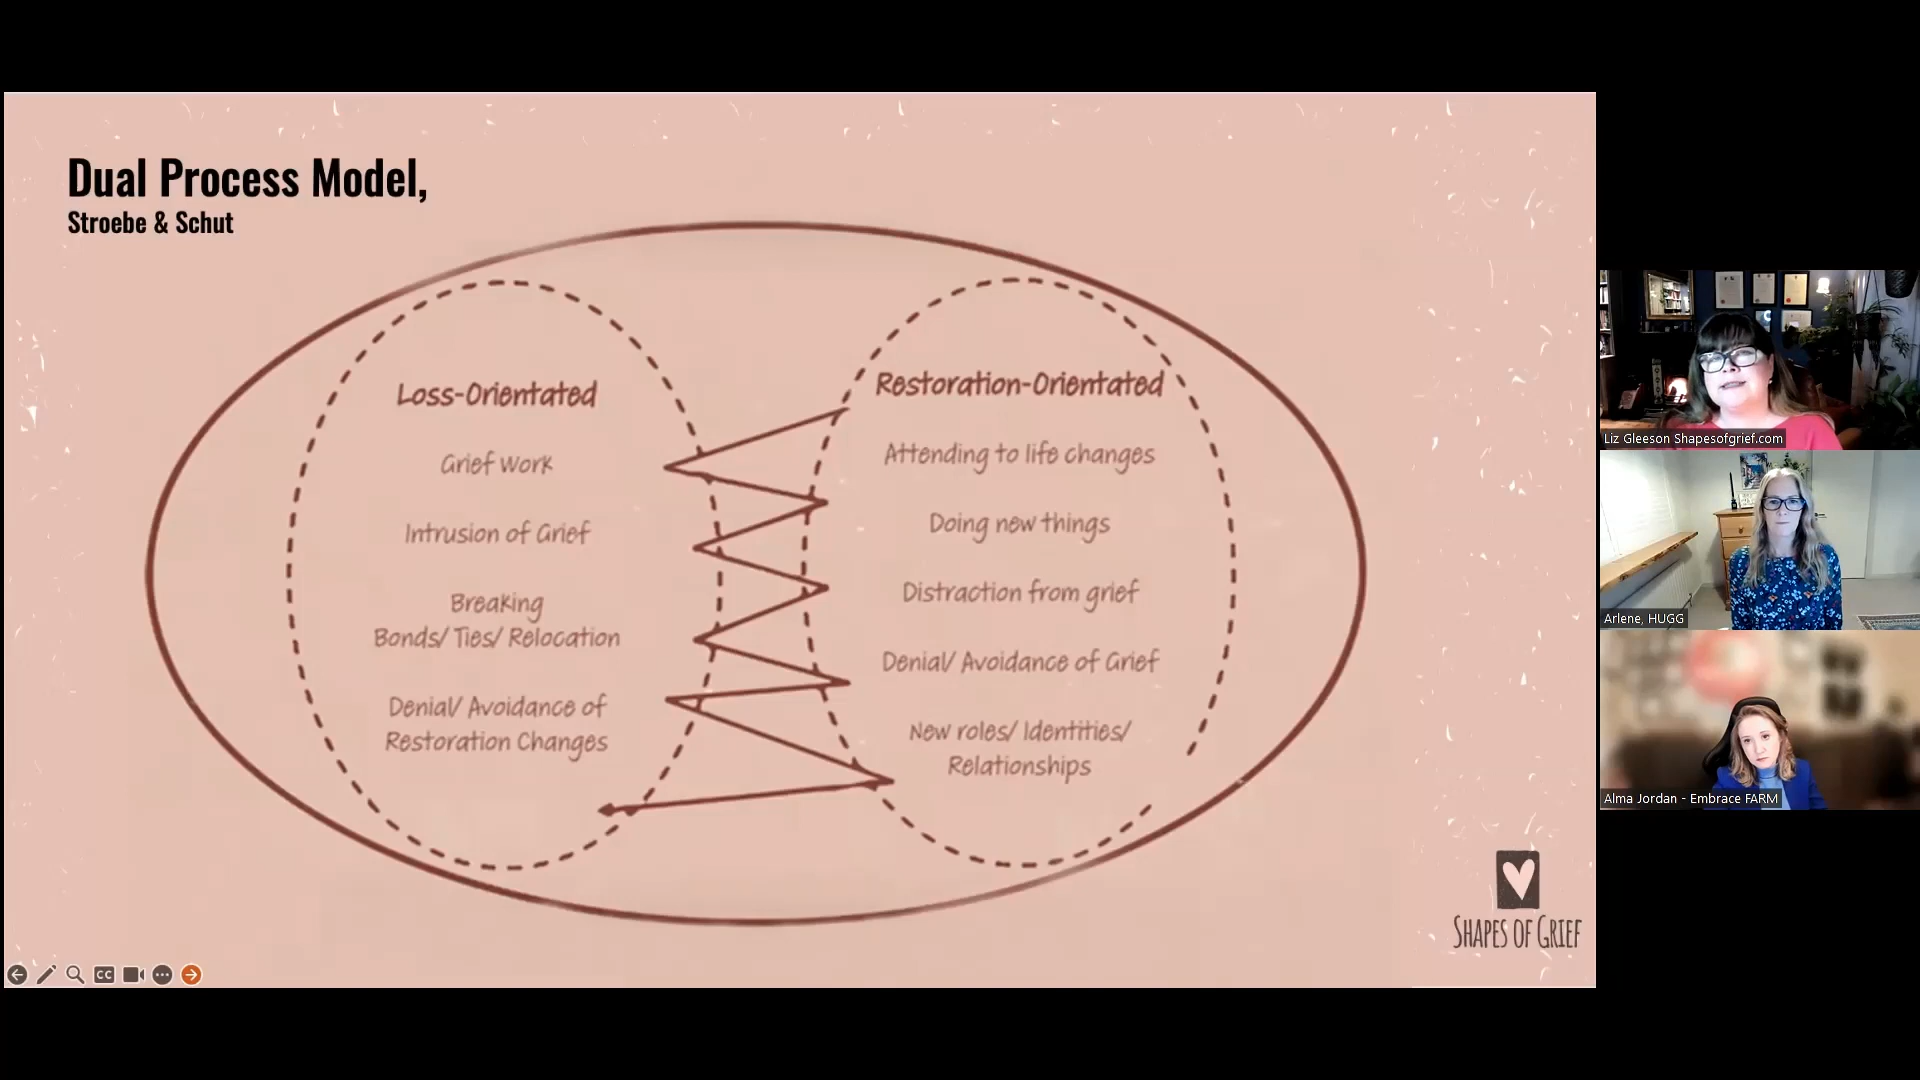 Dual Process Model,
Stroebe & Schut
Loss-Orientated
Grief Work
Intrusion of Grief
Breaking
Bonds/ Ties/ Relocation
Denial/ Avoidance of
Restoration Changes
Restoration-Orientated
Attending to life changes
Doing new things
Distraction from grief
Denial/ Avoidance of Grief
New roles/ Identities/
Relationships
SHAPES OF GRIEF
CC
Liz Gleeson Shapesofgrief.com
Arlene, HUGG
Alma Jordan - Embrace FARM